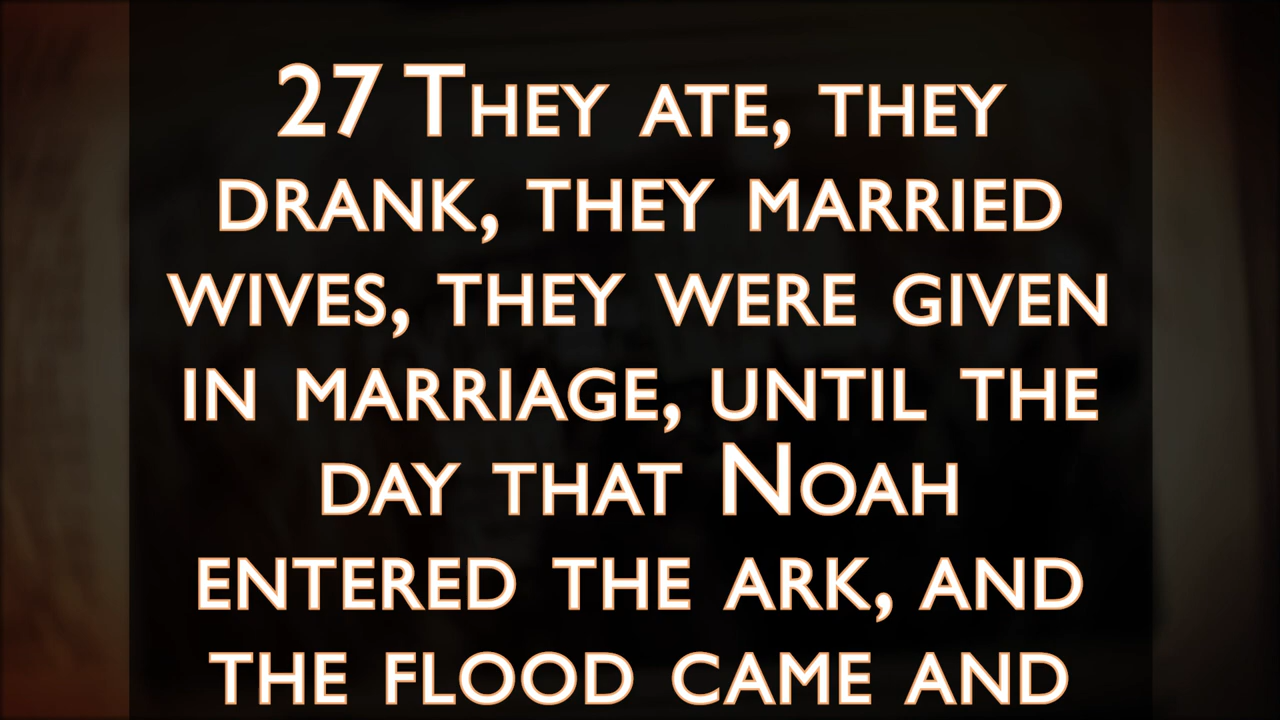 27 They ate, they
drank, they married
wives, they were given
in marriage, until the
day that Noah
entered the ark, and
the flood came and